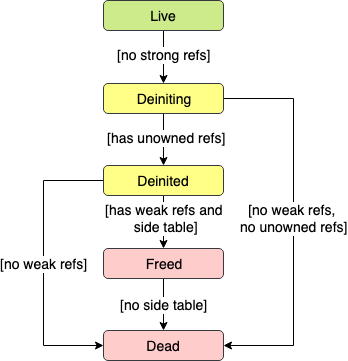 Live
[no strong refs]
Deiniting
[has unowned refs]
Deinited
[has weak refs and
side table]
[no weak refs,
no unowned refs]
[no weak refs]
Freed
[no side table]
Dead